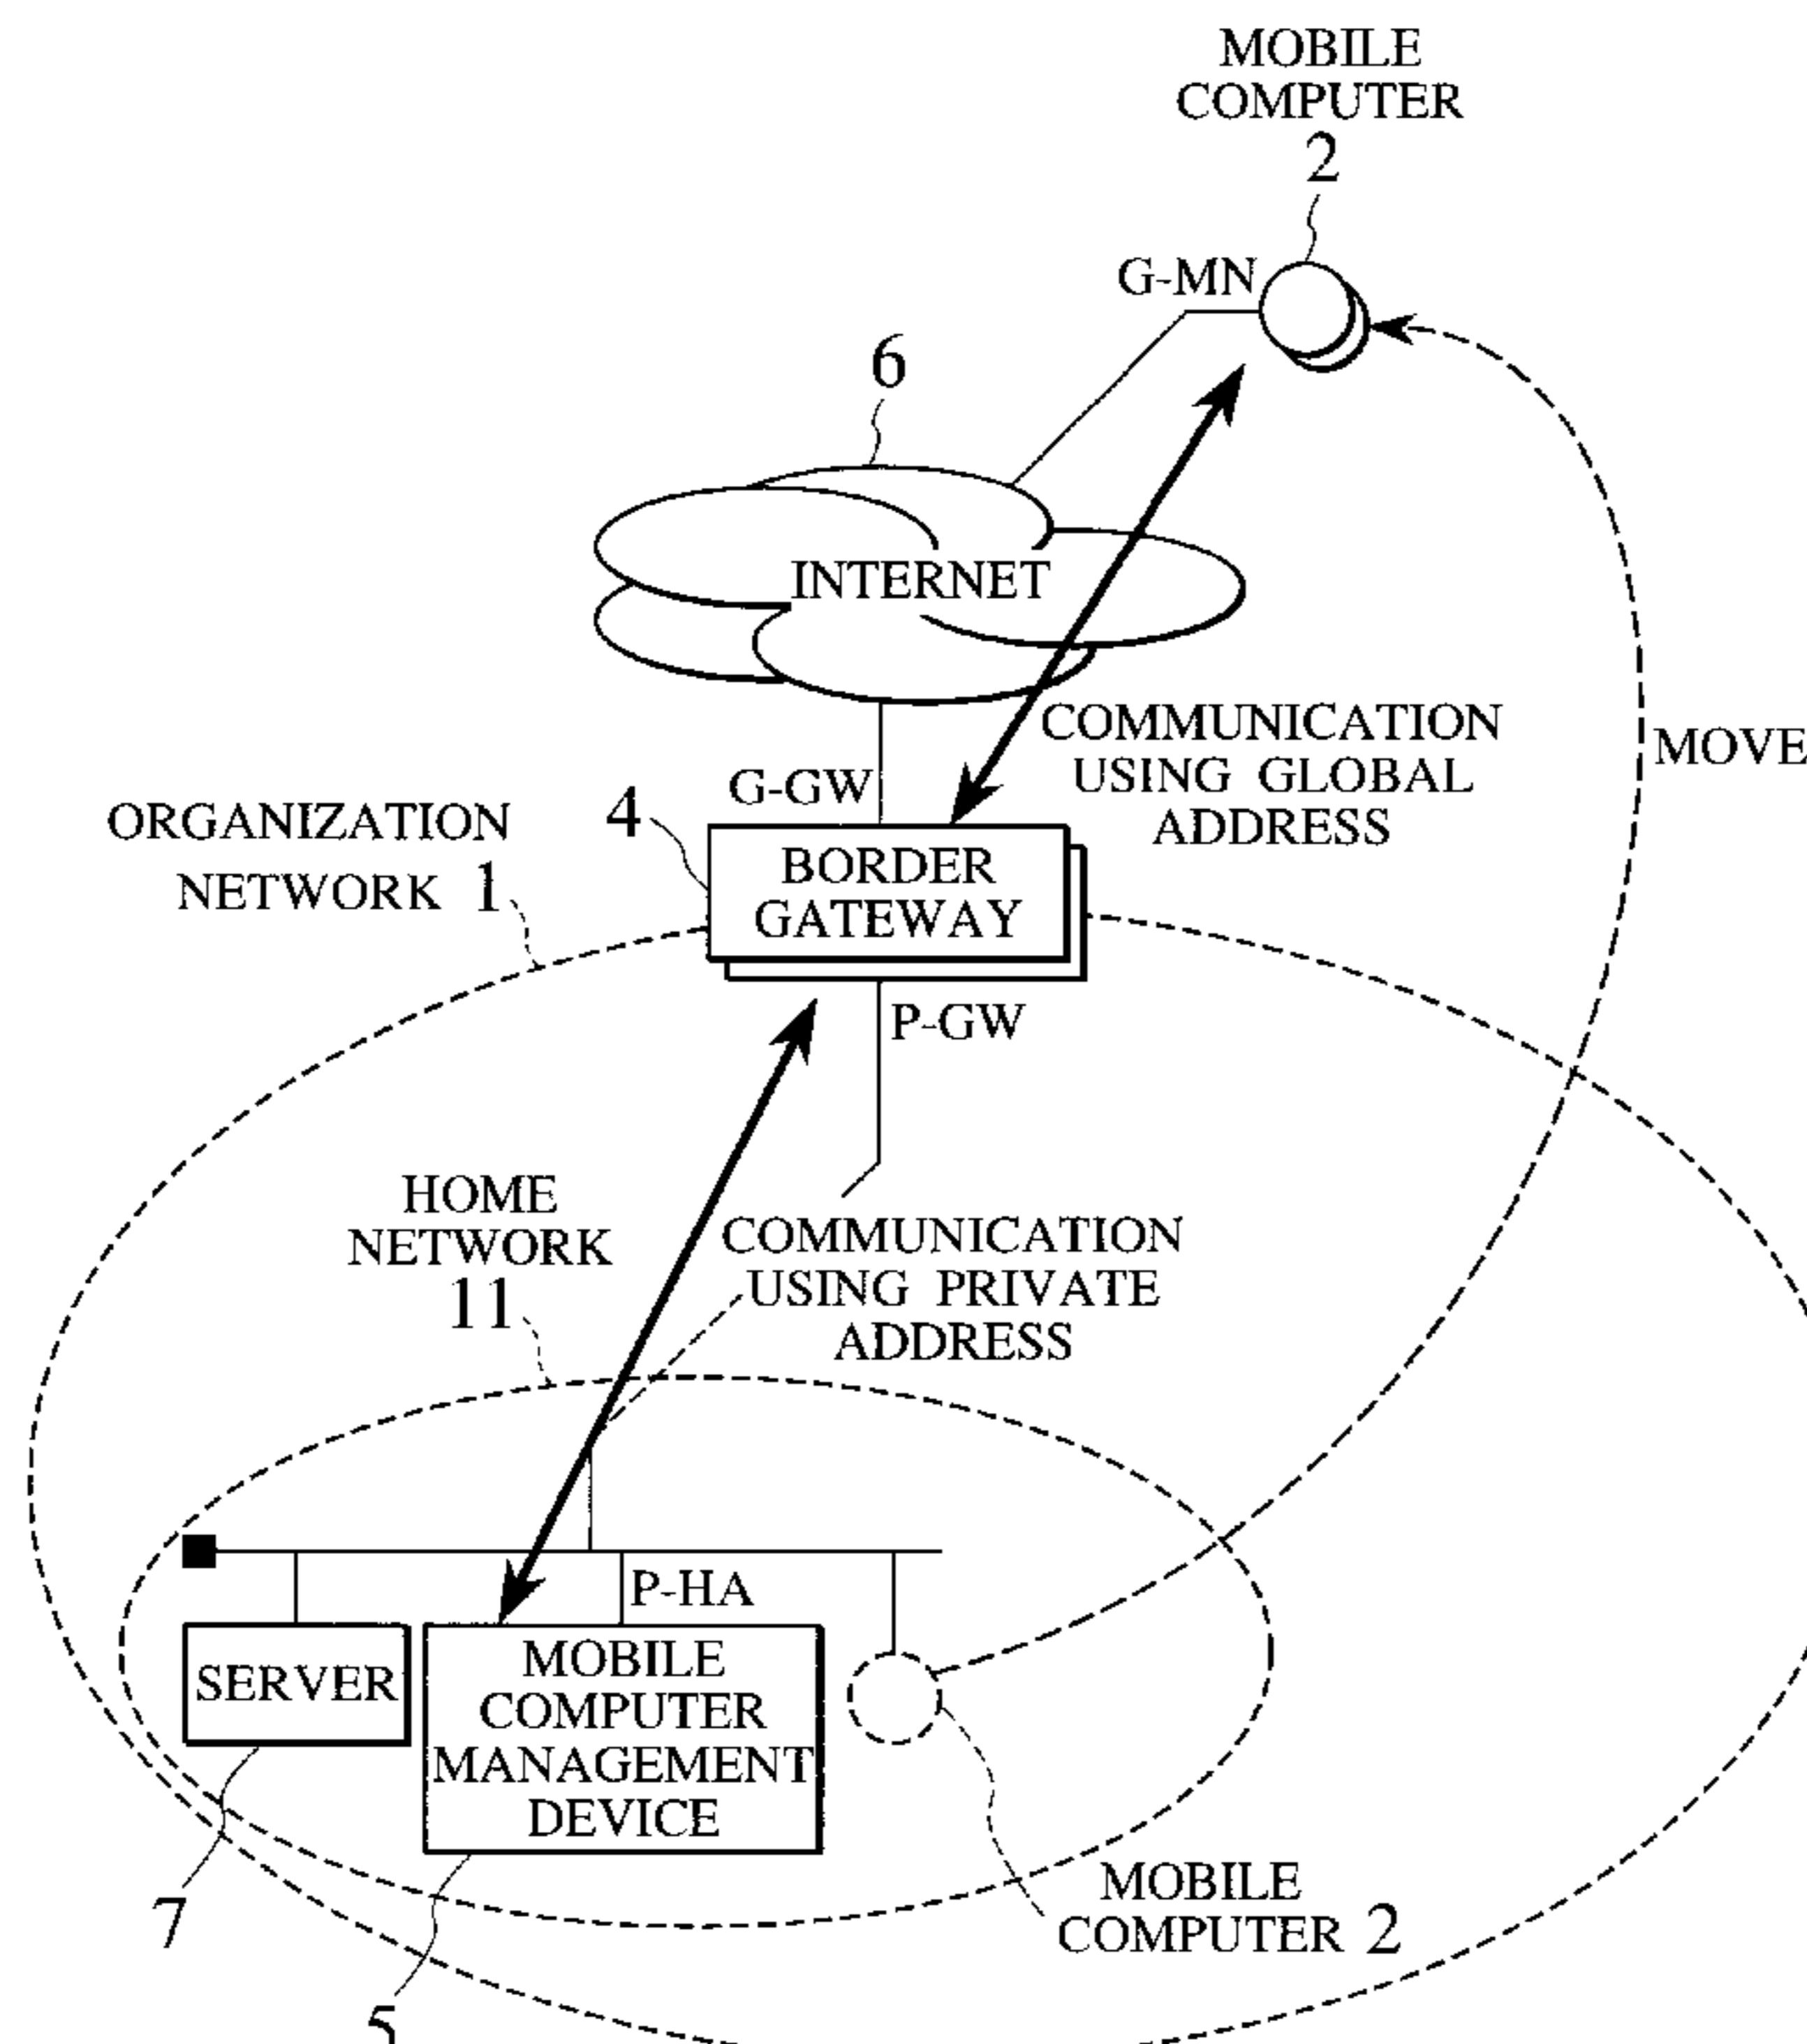 MOBILE
COMPUTER
2
G-MN
6
INTERNET
COMMUNICATION
USING GLOBAL
ADDRESS
MOVE
G-GW
ORGANIZATION
NETWORK 1
4
BORDER
GATEWAY
P-GW
HOME
NETWORK
11
COMMUNICATION
USING PRIVATE
ADDRESS
P-HA
SERVER
MOBILE
COMPUTER
MANAGEMENT
DEVICE
7
5
MOBILE
COMPUTER 2